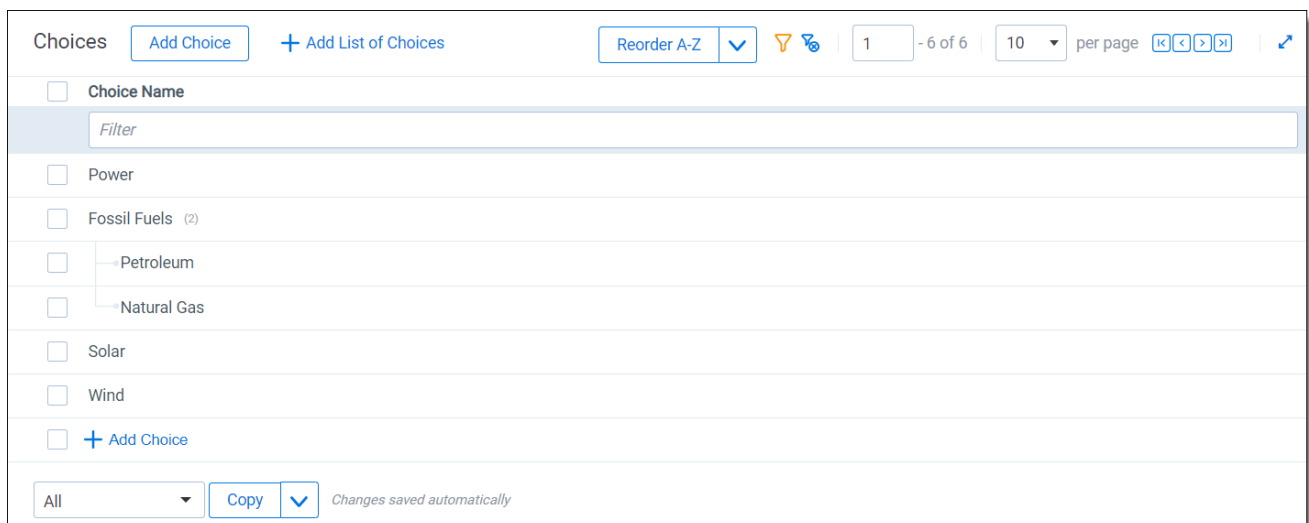 Choices Add Choice + Add List of Choices Reorder A-Z 1 - 6 of 6 10 per page
Choice Name
Filter
Power
Fossil Fuels (2)
Petroleum
Natural Gas
Solar
Wind
+ Add Choice
All Copy Changes saved automatically